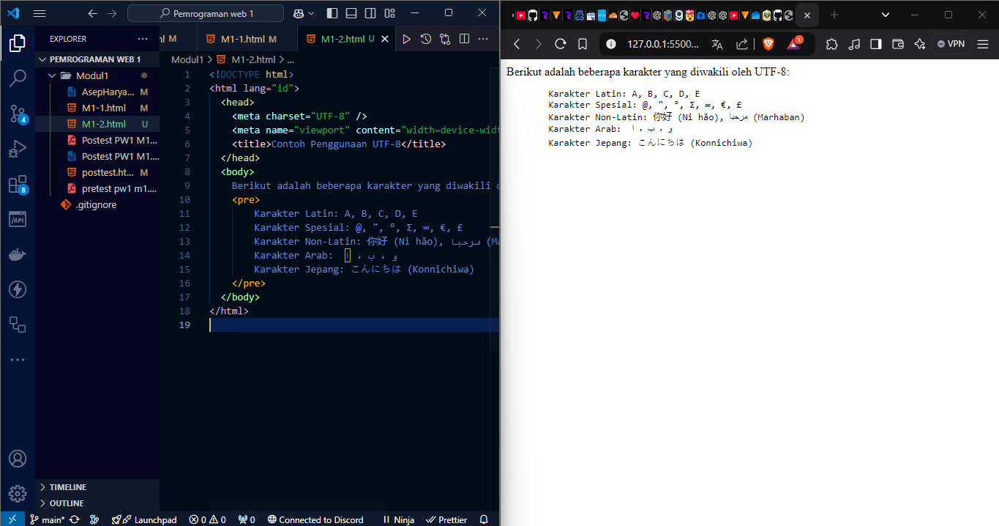 Pemrograman web 1
EXPLORER
PEMROGRAMAN WEB 1
Modul1
AsepHarya... M
M1-1.html M
M1-2.html U
Postest PW1 M1...
Postest PW1 M1...
posttest.ht... M
pretest pw1 m1....
.gitignore
TIMELINE
OUTLINE
4
8
/API
M
M1-1.html M
M1-2.html U
Modul1 > M1-2.html > ...
1 <!DOCTYPE html>
2 <html lang="id">
3 <head>
4 <meta charset="UTF-8" />
5 <meta name="viewport" content="width=device-widt
6 <title>Contoh Penggunaan UTF-8</title>
7 </head>
8 <body>
9 Berikut adalah beberapa karakter yang diwakili o
10 <pre>
11 Karakter Latin: A, B, C, D, E
12 Karakter Spesial: @, ", °, Σ, ∞, €, £
13 Karakter Non-Latin: 你好 (Ni hǎo), مرحبا (Ma
14 Karakter Arab: ا ، ب ، و
15 Karakter Jepang: こんにちは (Konnichiwa)
16 </pre>
17 </body>
18 </html>
19
main* Launchpad 0 0 0 Connected to Discord Ninja Prettier
127.0.0.1:5500...
1
VPN
Berikut adalah beberapa karakter yang diwakili oleh UTF-8:
Karakter Latin: A, B, C, D, E
Karakter Spesial: @, ", °, Σ, ∞, €, £
Karakter Non-Latin: 你好 (Ni hǎo), مرحبا (Marhaban)
Karakter Arab: ا ، ب ، و
Karakter Jepang: こんにちは (Konnichiwa)